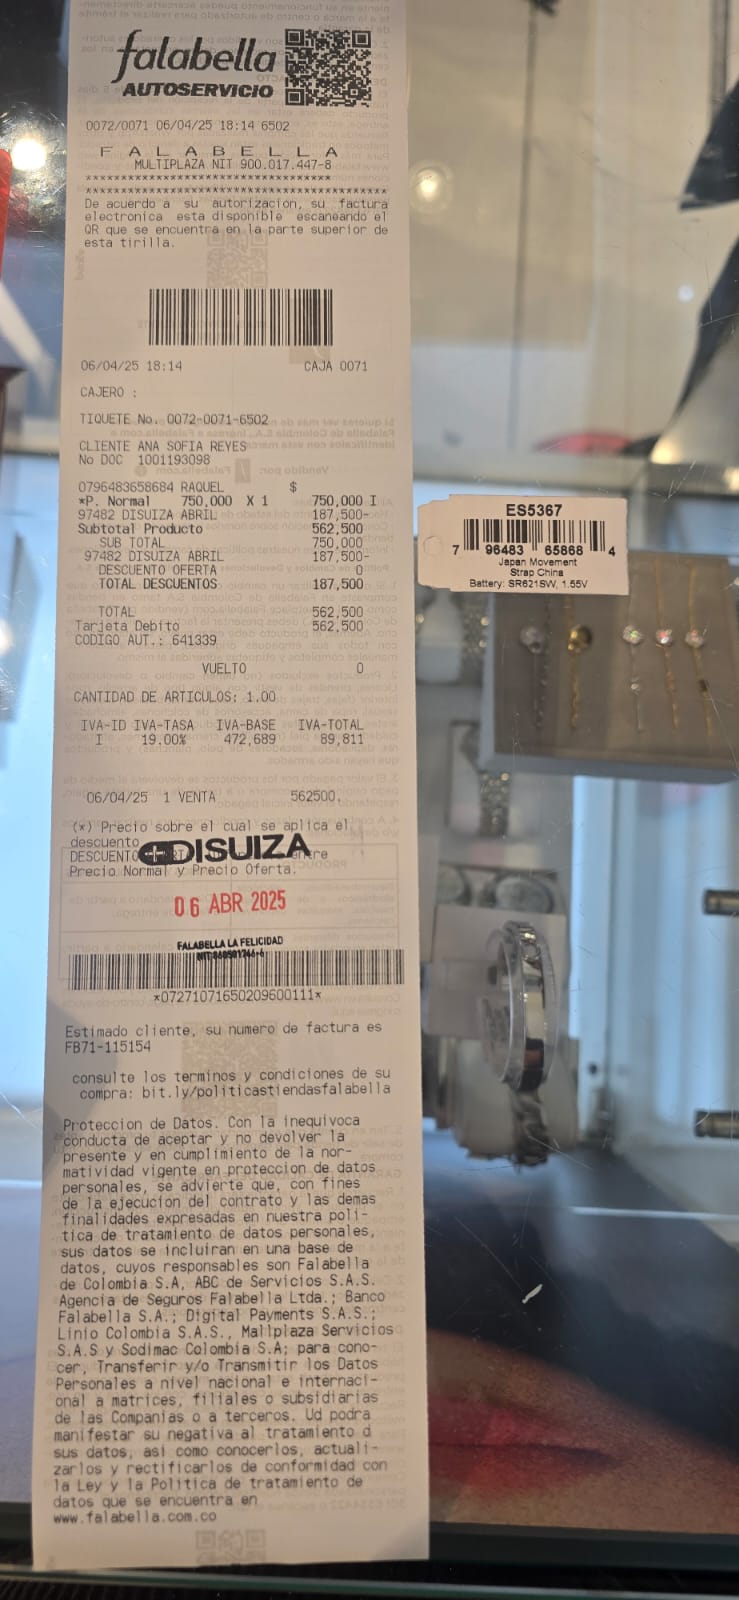 falabella
AUTOSERVICIO
0072/0071 06/04/25 18:14 6502
F A L A B E L L A
MULTIPLAZA NIT 900.017.447-8
De acuerdo a su autorizacion, su factura
electronica esta disponible escaneando el
QR que se encuentra en la parte superior de
esta tirilla.
06/04/25 18:14 CAJA 0071
CAJERO :
TIQUETE No. 0072-0071-6502
CLIENTE ANA SOFIA REYES
No DOC 1001193098
0796483658684 RAQUEL $
*P. Normal 750,000 X 1 750,000 I
97482 DISUIZA ABRIL 187,500-
Subtotal Producto 562,500
SUB TOTAL 750,000
97482 DISUIZA ABRIL 187,500-
DESCUENTO OFERTA 0
TOTAL DESCUENTOS 187,500
TOTAL 562,500
Tarjeta Debito 562,500
CODIGO AUT.: 641339
VUELTO 0
CANTIDAD DE ARTICULOS: 1.00
IVA-ID IVA-TASA IVA-BASE IVA-TOTAL
I 19.00% 472,689 89,811
06/04/25 1 VENTA 562500.
(*) Precio sobre el cual se aplica el
descuento
DISUIZA
DESCUENTO entre
Precio Normal y Precio Oferta.
06 ABR 2025
FALABELLA LA FELICIDAD
*07271071650209600111*
Estimado cliente, su numero de factura es
FB71-115154
consulte los terminos y condiciones de su
compra: bit.ly/politicastiendasfalabella
Proteccion de Datos. Con la inequivoca
conducta de aceptar y no devolver la
presente y en cumplimiento de la nor-
matividad vigente en proteccion de datos
personales, se advierte que, con fines
de la ejecucion del contrato y las demas
finalidades expresadas en nuestra poli-
tica de tratamiento de datos personales,
sus datos se incluiran en una base de
datos, cuyos responsables son Falabella
de Colombia S.A, ABC de Servicios S.A.S.
Agencia de Seguros Falabella Ltda.; Banco
Falabella S.A.; Digital Payments S.A.S.;
Linio Colombia S.A.S., Mallplaza Servicios
S.A.S y Sodimac Colombia S.A; para cono-
cer, Transferir y/o Transmitir los Datos
Personales a nivel nacional e internaci-
onal a matrices, filiales o subsidiarias
de las Companias o a terceros. Ud podra
manifestar su negativa al tratamiento d
sus datos, asi como conocerlos, actuali-
zarlos y rectificarlos de conformidad con
la Ley y la Politica de tratamiento de
datos que se encuentra en
www.falabella.com.co
ES5367
7 96483 65868 4
Japan Movement
Strap China
Battery: SR621SW, 1.55V